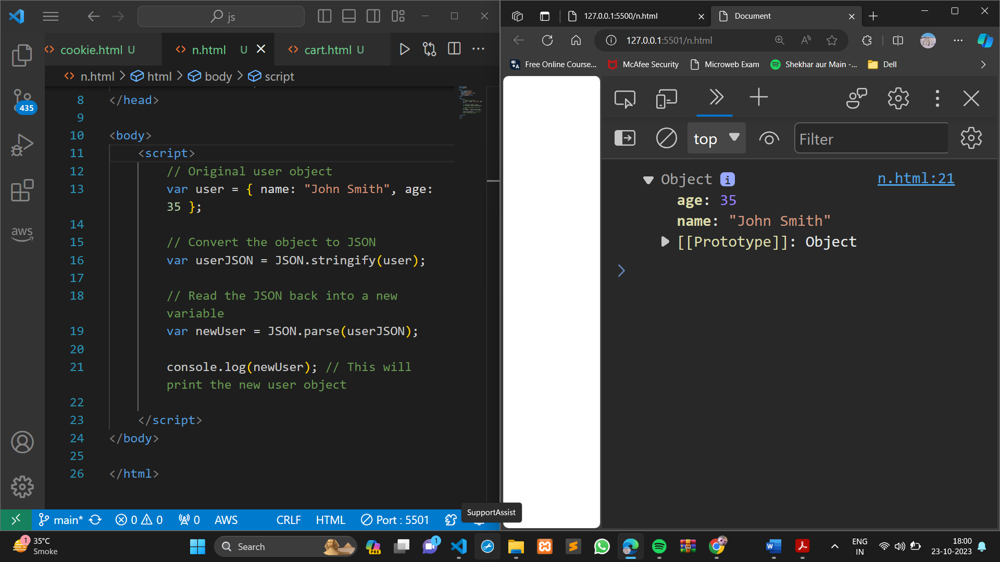 js
cookie.html U
n.html U
cart.html U
n.html > html > body > script
8 </head>
9
10 <body>
11 <script>
12 // Original user object
13 var user = { name: "John Smith", age:
35 };
14
15 // Convert the object to JSON
16 var userJSON = JSON.stringify(user);
17
18 // Read the JSON back into a new
variable
19 var newUser = JSON.parse(userJSON);
20
21 console.log(newUser); // This will
print the new user object
22
23 </script>
24 </body>
25
26 </html>
435
aws
main* 0 0 0 AWS CRLF HTML Port : 5501
SupportAssist
127.0.0.1:5500/n.html
Document
127.0.0.1:5501/n.html
Free Online Course...
McAfee Security
Microweb Exam
Shekhar aur Main -...
Dell
top
Filter
Object i n.html:21
age: 35
name: "John Smith"
[[Prototype]]: Object
1
35°C
Smoke
Search
PRE
1
ENG
IN
18:00
23-10-2023